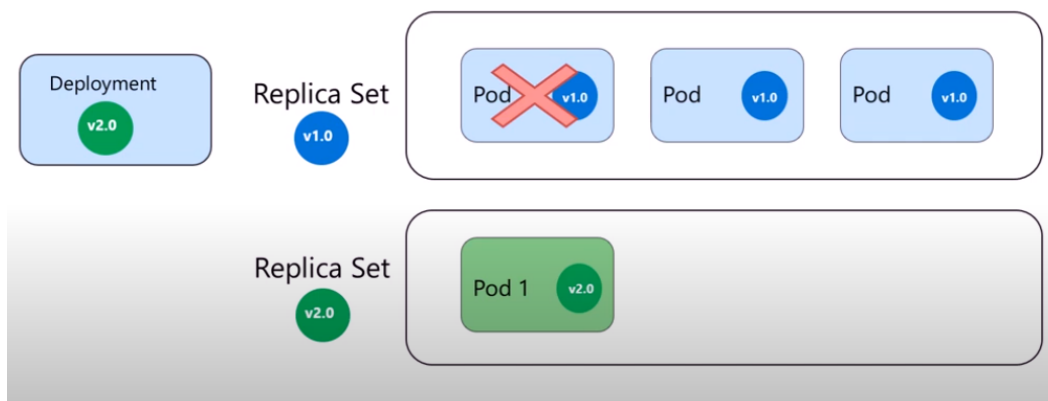 Deployment
v2.0
Replica Set
v1.0
Pod v1.0
Pod v1.0
Pod v1.0
Replica Set
v2.0
Pod 1 v2.0